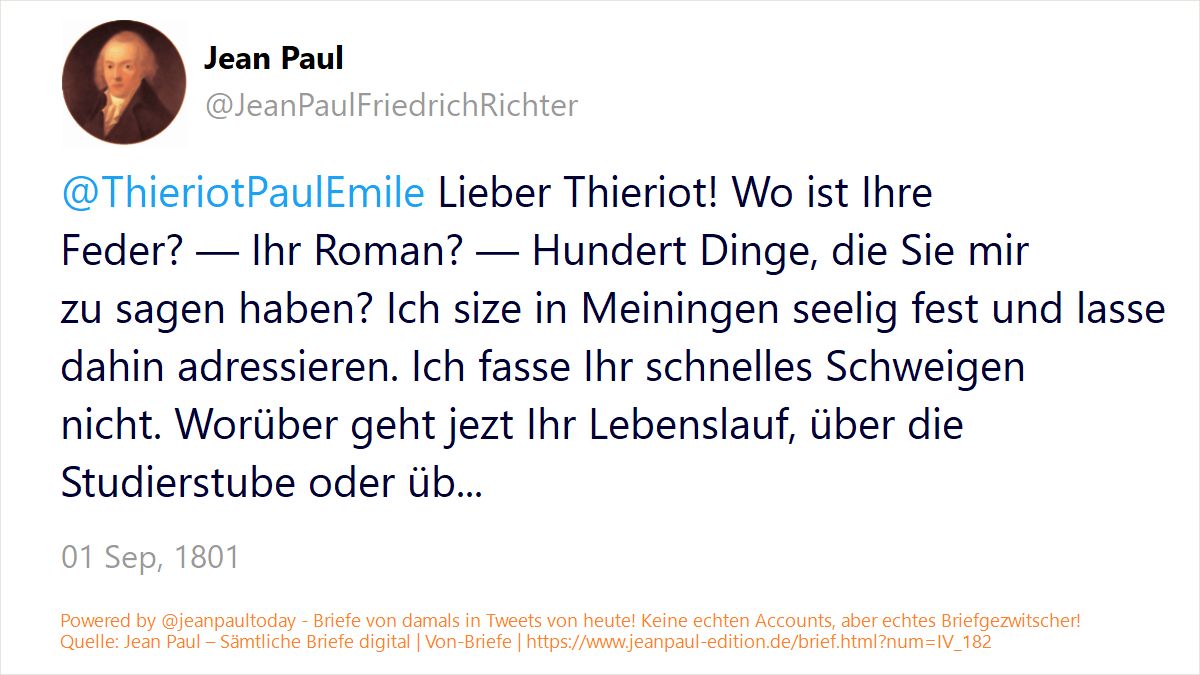 Jean Paul
@JeanPaulFriedrichRichter
@ThieriotPaulEmile Lieber Thieriot! Wo ist Ihre
Feder? — Ihr Roman? — Hundert Dinge, die Sie mir
zu sagen haben? Ich size in Meiningen seelig fest und lasse
dahin adressieren. Ich fasse Ihr schnelles Schweigen
nicht. Worüber geht jezt Ihr Lebenslauf, über die
Studierstube oder üb...
01 Sep, 1801
Powered by @jeanpaultoday - Briefe von damals in Tweets von heute! Keine echten Accounts, aber echtes Briefgezwitscher!
Quelle: Jean Paul – Sämtliche Briefe digital | Von-Briefe | https://www.jeanpaul-edition.de/brief.html?num=IV_182